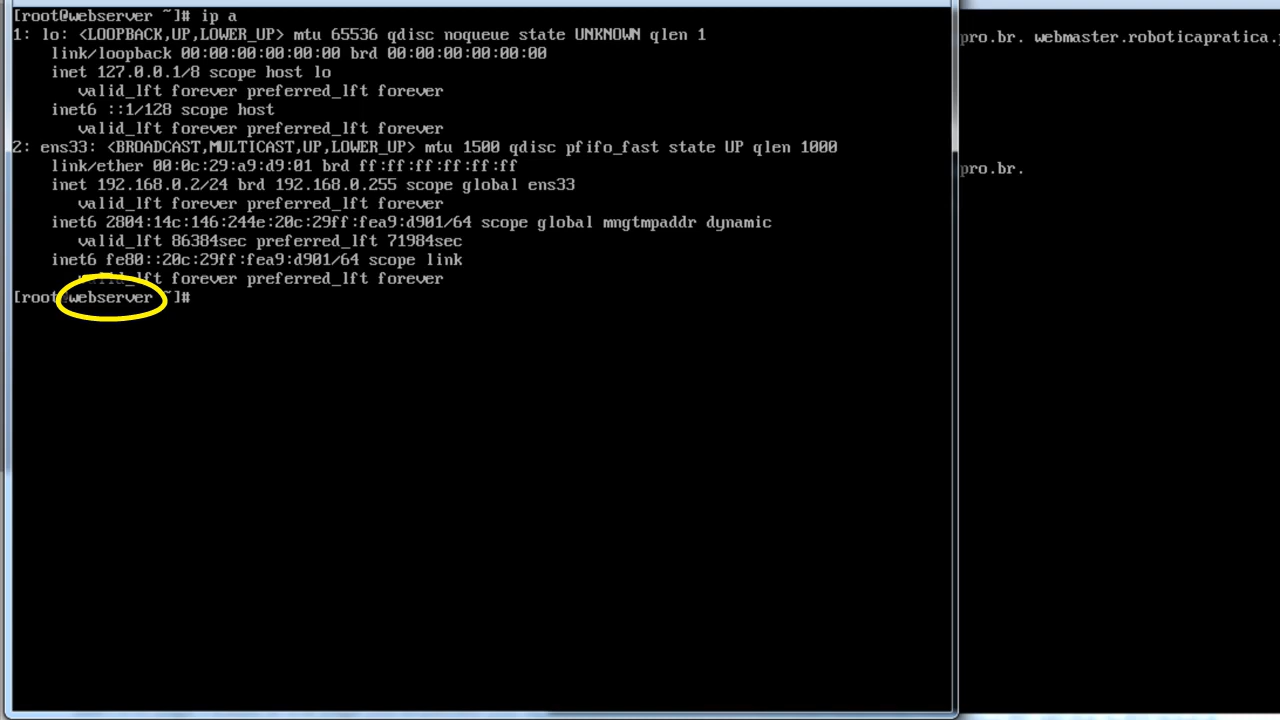 [root@webserver ~]# ip a
1: lo: <LOOPBACK,UP,LOWER_UP> mtu 65536 qdisc noqueue state UNKNOWN qlen 1
    link/loopback 00:00:00:00:00:00 brd 00:00:00:00:00:00
    inet 127.0.0.1/8 scope host lo
       valid_lft forever preferred_lft forever
    inet6 ::1/128 scope host
       valid_lft forever preferred_lft forever
2: ens33: <BROADCAST,MULTICAST,UP,LOWER_UP> mtu 1500 qdisc pfifo_fast state UP qlen 1000
    link/ether 00:0c:29:a9:d9:01 brd ff:ff:ff:ff:ff:ff
    inet 192.168.0.2/24 brd 192.168.0.255 scope global ens33
       valid_lft forever preferred_lft forever
    inet6 2804:14c:146:244e:20c:29ff:fea9:d901/64 scope global mngtmpaddr dynamic
       valid_lft 86384sec preferred_lft 71984sec
    inet6 fe80::20c:29ff:fea9:d901/64 scope link
       valid_lft forever preferred_lft forever
[root@webserver ~]#
pro.br. webmaster.roboticapratica.
pro.br.